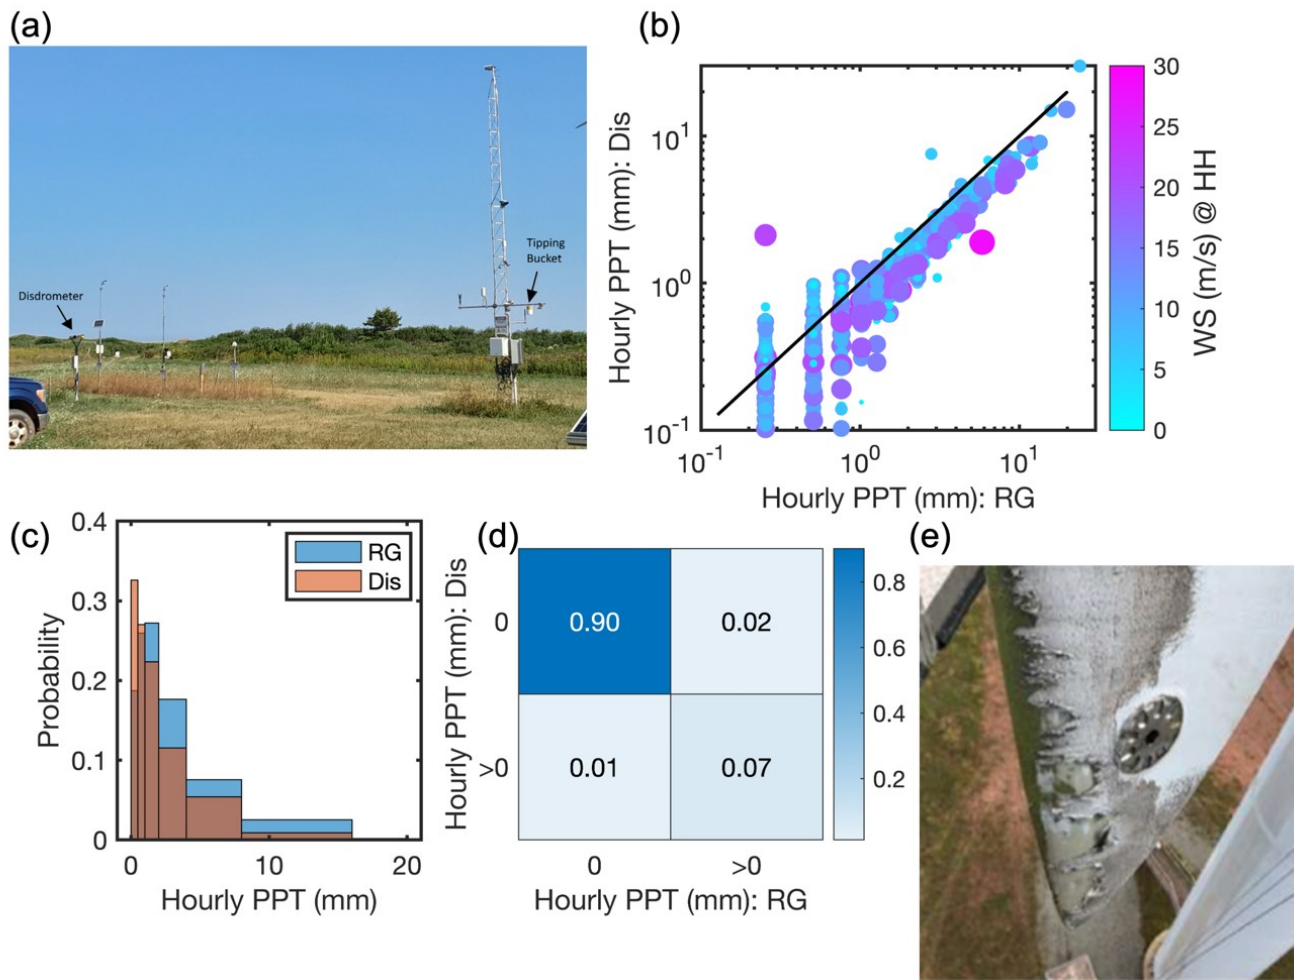 (a)
Disdrometer
Tipping
Bucket
(b)
Hourly PPT (mm): Dis
10^1
10^0
10^-1
10^-1
10^0
10^1
Hourly PPT (mm): RG
30
25
20
15
10
5
0
WS (m/s) @ HH
(c)
Probability
0.4
0.3
0.2
0.1
0
0
10
20
Hourly PPT (mm)
RG
Dis
(d)
Hourly PPT (mm): Dis
0
>0
0.90
0.02
0.01
0.07
0
>0
Hourly PPT (mm): RG
0.8
0.6
0.4
0.2
(e)